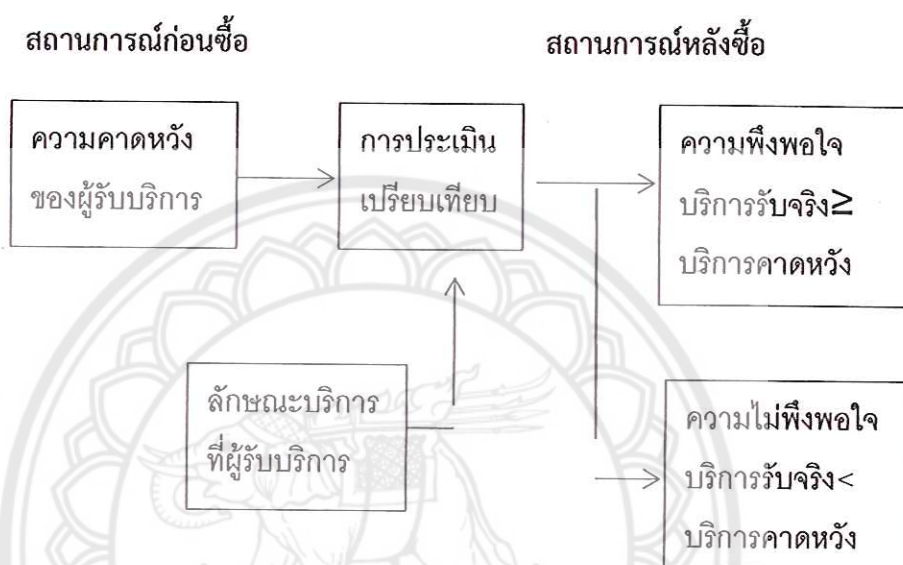 สถานการณ์ก่อนซื้อ
สถานการณ์หลังซื้อ
ความคาดหวัง
ของผู้รับบริการ
การประเมิน
เปรียบเทียบ
ความพึงพอใจ
บริการรับจริง≥
บริการคาดหวัง
ลักษณะบริการ
ที่ผู้รับบริการ
ความไม่พึงพอใจ
บริการรับจริง<
บริการคาดหวัง